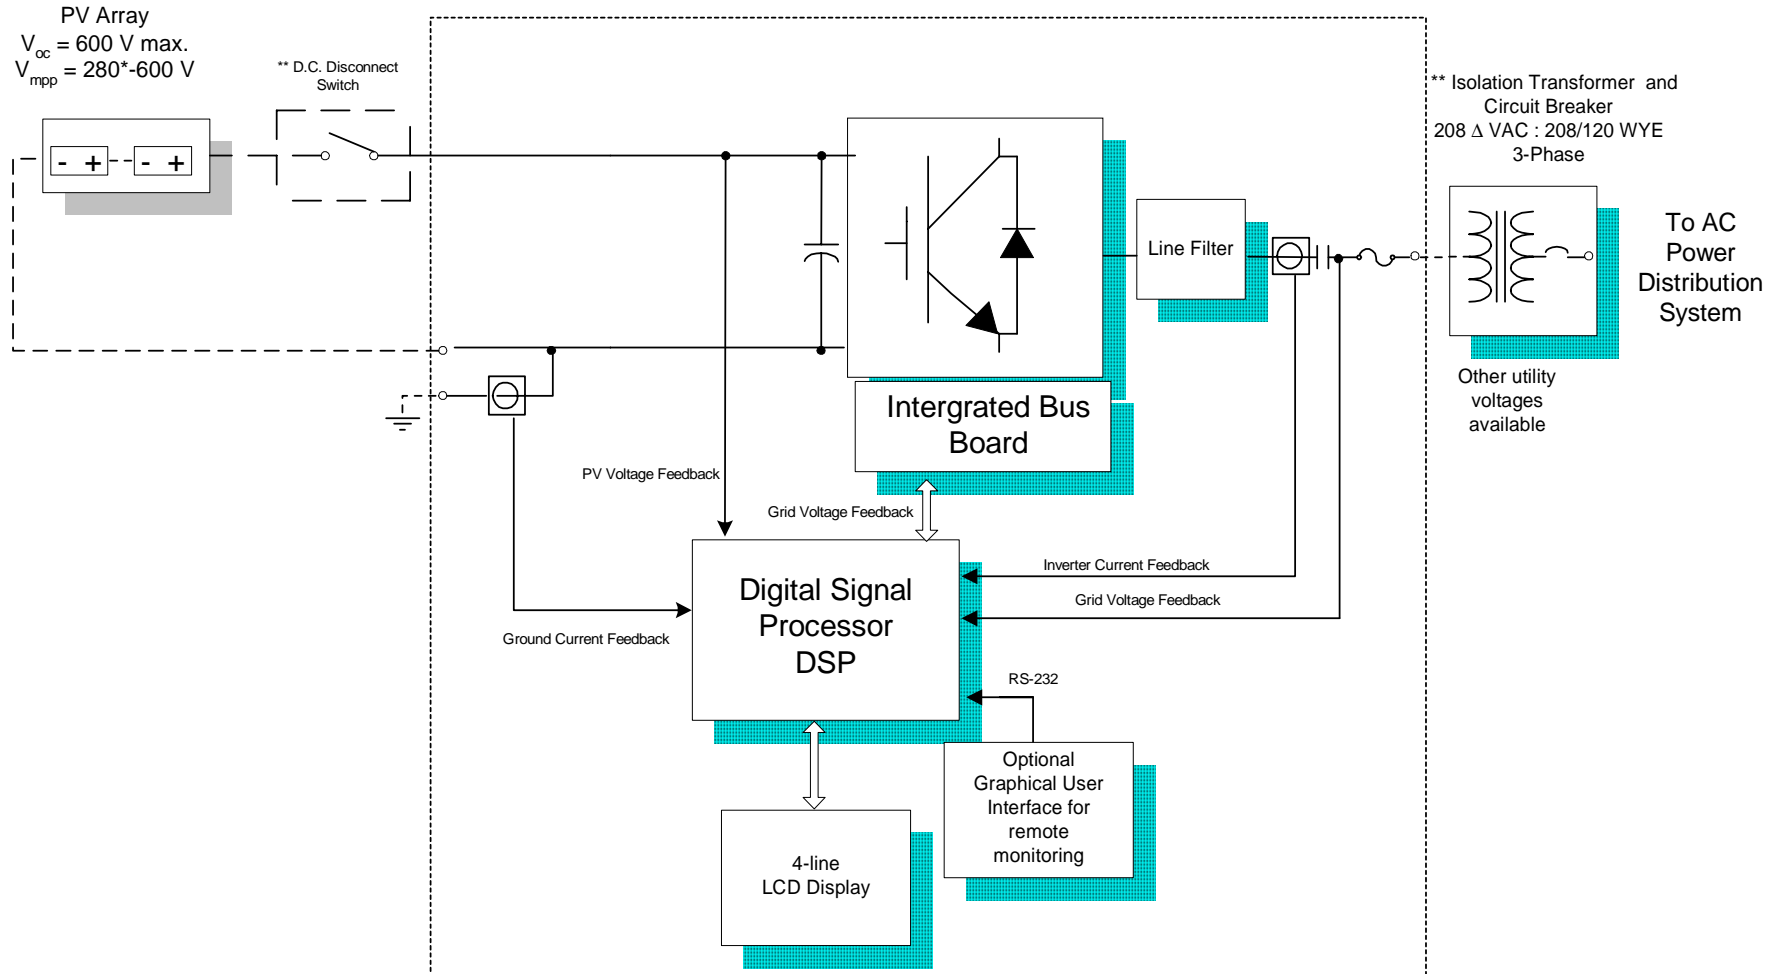 PV Array
Voc = 600 V max.
Vmpp = 280*-600 V
** D.C. Disconnect
Switch
- + - +
** Isolation Transformer and
Circuit Breaker
208 Δ VAC : 208/120 WYE
3-Phase
Line Filter
To AC
Power
Distribution
System
Other utility
voltages
available
Intergrated Bus
Board
PV Voltage Feedback
Grid Voltage Feedback
Digital Signal
Processor
DSP
Inverter Current Feedback
Grid Voltage Feedback
Ground Current Feedback
RS-232
Optional
Graphical User
Interface for
remote
monitoring
4-line
LCD Display